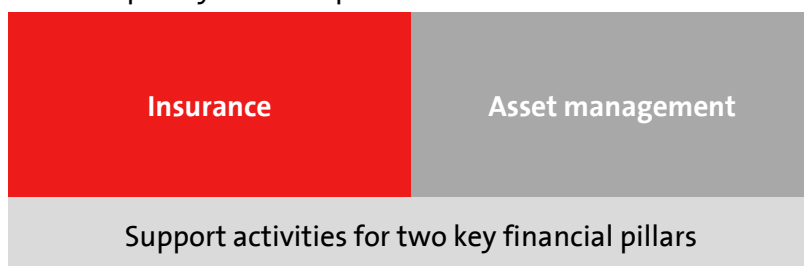 Insurance
Asset management
Support activities for two key financial pillars